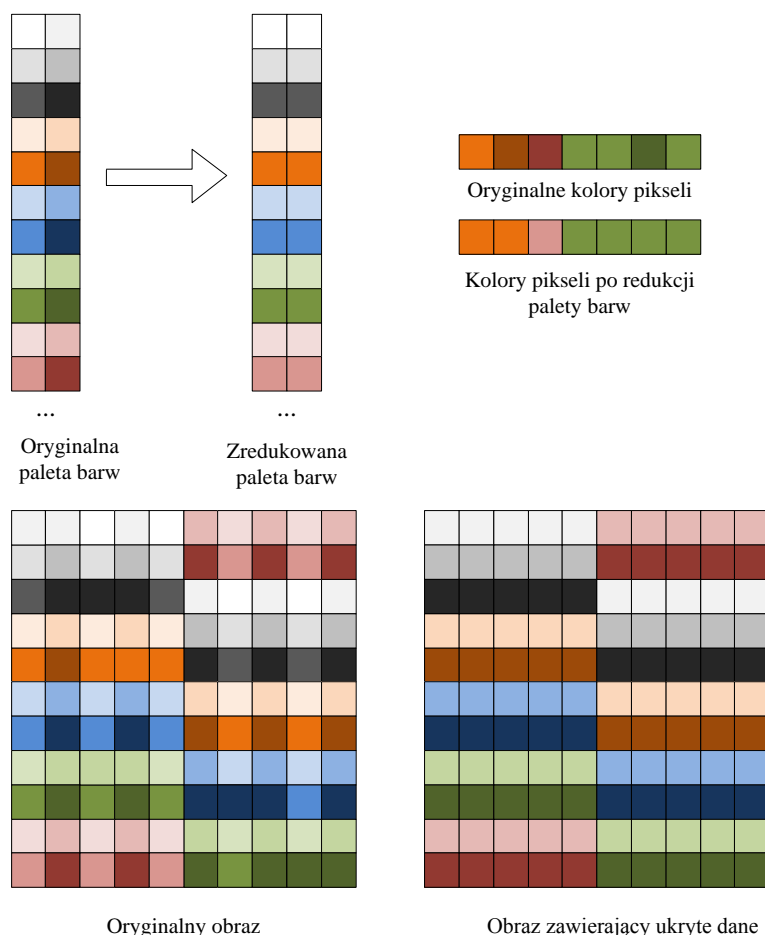 Oryginalne kolory pikseli
Kolory pikseli po redukcji
palety barw
...
...
Oryginalna
paleta barw
Zredukowana
paleta barw
Oryginalny obraz
Obraz zawierający ukryte dane